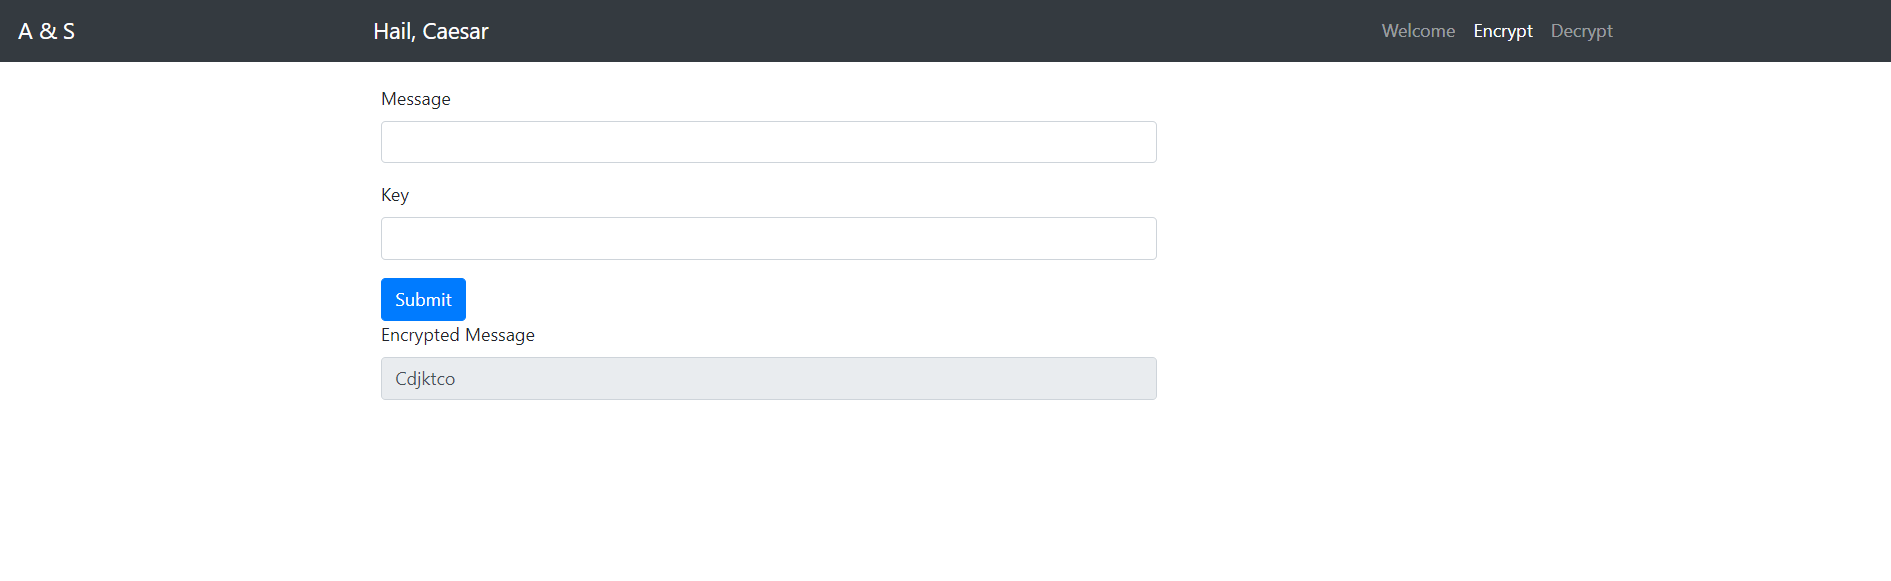 A & S Hail, Caesar Welcome Encrypt Decrypt
Message
Key
Submit
Encrypted Message
Cdjktco